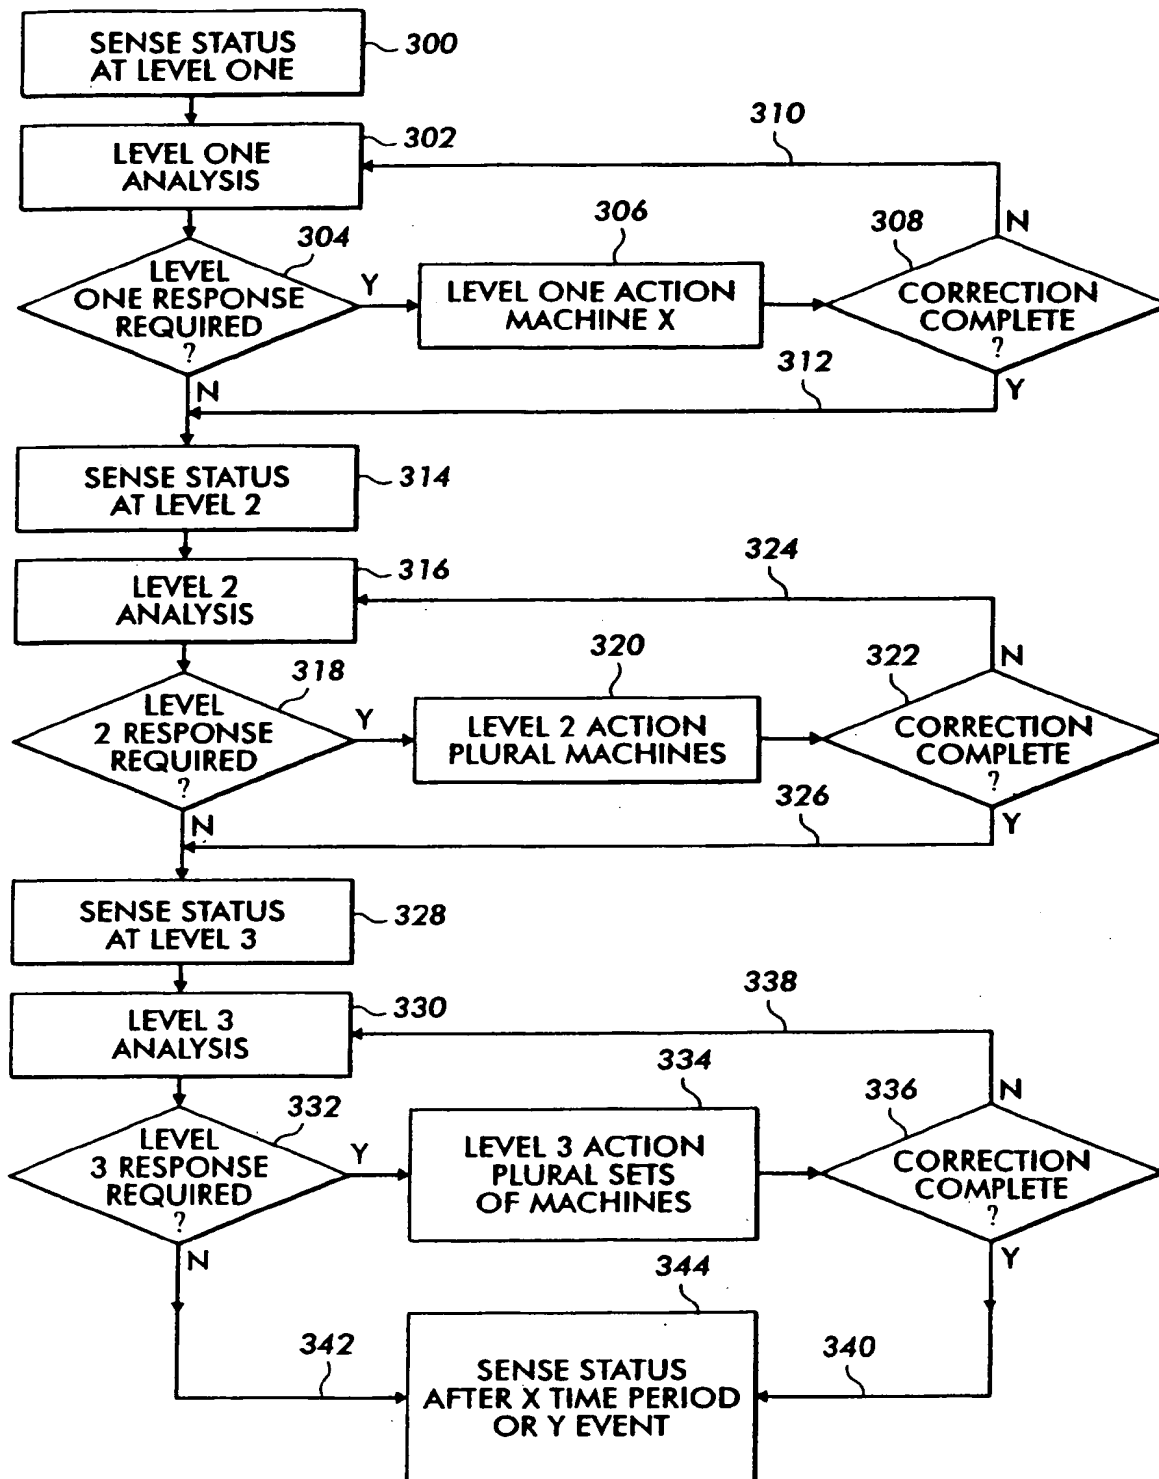 SENSE STATUS
AT LEVEL ONE
300
LEVEL ONE
ANALYSIS
302
310
LEVEL
ONE RESPONSE
REQUIRED
?
304
Y
N
306
LEVEL ONE ACTION
MACHINE X
308
N
CORRECTION
COMPLETE
?
Y
312
SENSE STATUS
AT LEVEL 2
314
LEVEL 2
ANALYSIS
316
324
LEVEL
2 RESPONSE
REQUIRED
?
318
Y
N
320
LEVEL 2 ACTION
PLURAL MACHINES
322
N
CORRECTION
COMPLETE
?
Y
326
SENSE STATUS
AT LEVEL 3
328
LEVEL 3
ANALYSIS
330
338
LEVEL
3 RESPONSE
REQUIRED
?
332
Y
N
334
LEVEL 3 ACTION
PLURAL SETS
OF MACHINES
336
N
CORRECTION
COMPLETE
?
Y
342
344
SENSE STATUS
AFTER X TIME PERIOD
OR Y EVENT
340